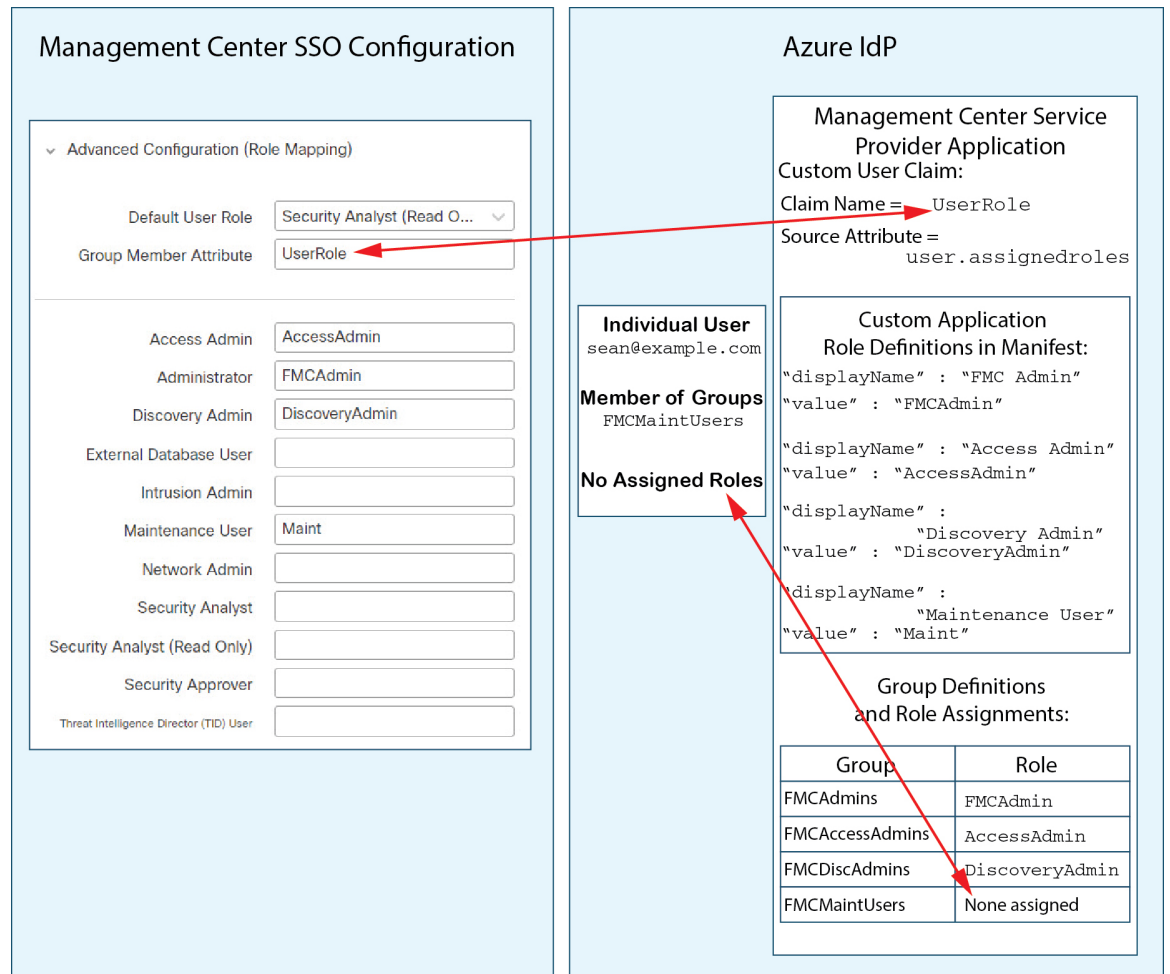 Management Center SSO Configuration
Advanced Configuration (Role Mapping)
Default User Role
Security Analyst (Read O...
Group Member Attribute
UserRole
Access Admin
AccessAdmin
Administrator
FMCAdmin
Discovery Admin
DiscoveryAdmin
External Database User
Intrusion Admin
Maintenance User
Maint
Network Admin
Security Analyst
Security Analyst (Read Only)
Security Approver
Threat Intelligence Director (TID) User
Azure IdP
Individual User
sean@example.com
Member of Groups
FMCMaintUsers
No Assigned Roles
Management Center Service
Provider Application
Custom User Claim:
Claim Name = UserRole
Source Attribute =
user.assignedroles
Custom Application
Role Definitions in Manifest:
“displayName” : “FMC Admin”
“value” : “FMCAdmin”
“displayName” : “Access Admin”
“value” : “AccessAdmin”
“displayName” :
“Discovery Admin”
“value” : “DiscoveryAdmin”
“displayName” :
“Maintenance User”
“value” : “Maint”
Group Definitions
and Role Assignments:
Group Role
FMCAdmins FMCAdmin
FMCAccessAdmins AccessAdmin
FMCDiscAdmins DiscoveryAdmin
FMCMaintUsers None assigned